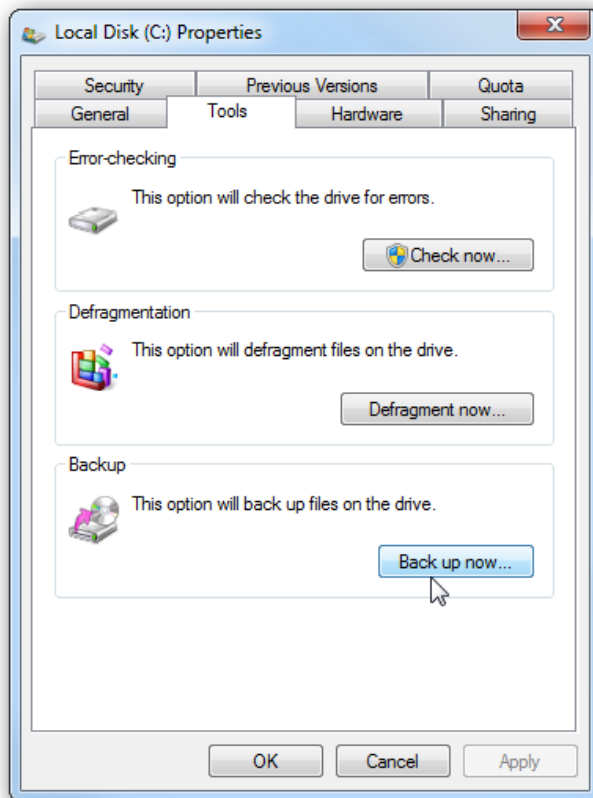 Local Disk (C:) Properties
Security Previous Versions Quota
General Tools Hardware Sharing
Error-checking
This option will check the drive for errors.
Check now...
Defragmentation
This option will defragment files on the drive.
Defragment now...
Backup
This option will back up files on the drive.
Back up now...
OK Cancel Apply